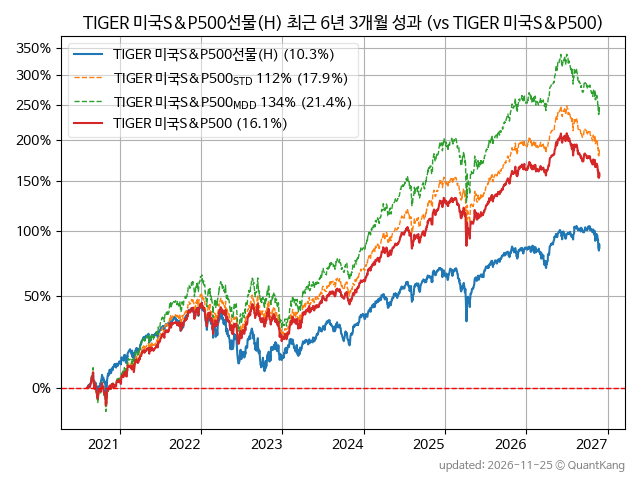 TIGER 미국S&P500선물(H) 최근 6년 3개월 성과 (vs TIGER 미국S&P500)
350%
300%
250%
200%
150%
100%
50%
0%
TIGER 미국S&P500선물(H) (10.3%)
TIGER 미국S&P500STD 112% (17.9%)
TIGER 미국S&P500MDD 134% (21.4%)
TIGER 미국S&P500 (16.1%)
2021 2022 2023 2024 2025 2026 2027
updated: 2026-11-25 © QuantKang